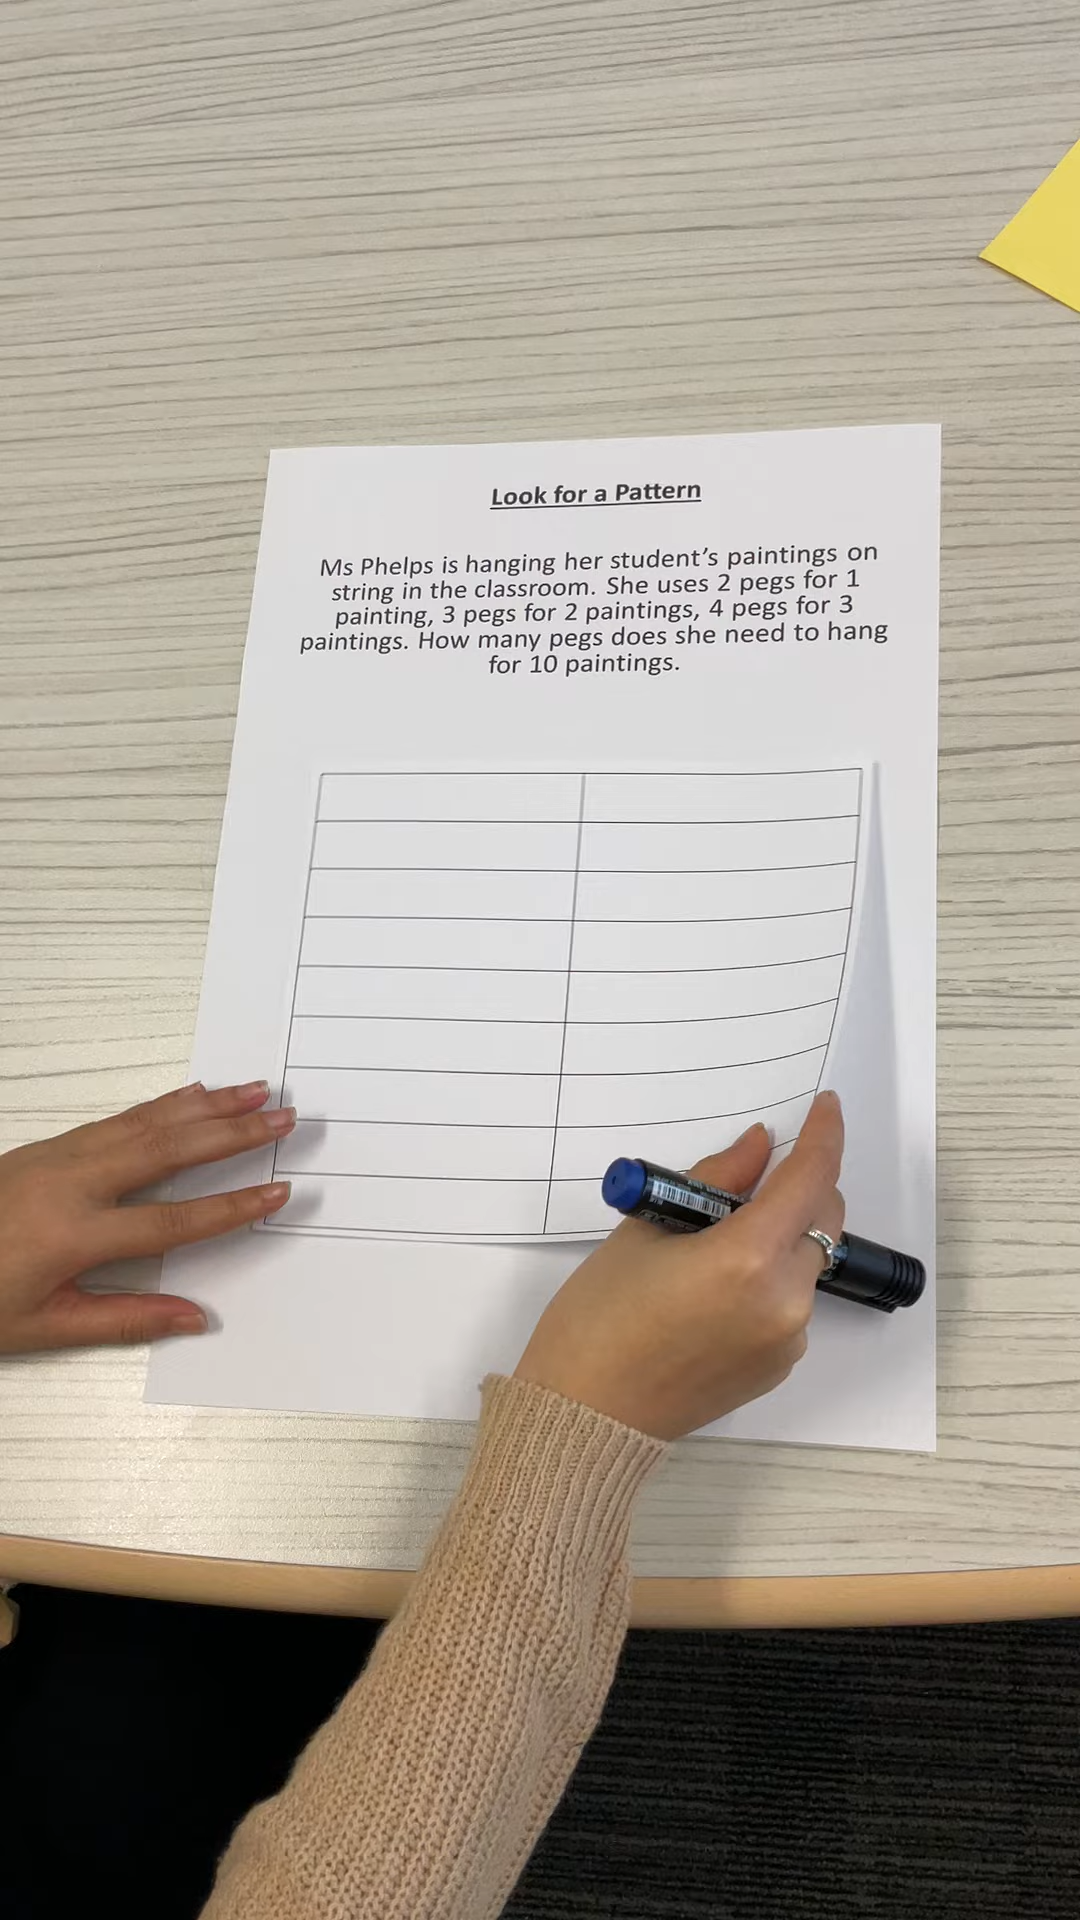 Look for a Pattern
Ms Phelps is hanging her student’s paintings on
string in the classroom. She uses 2 pegs for 1
painting, 3 pegs for 2 paintings, 4 pegs for 3
paintings. How many pegs does she need to hang
for 10 paintings.